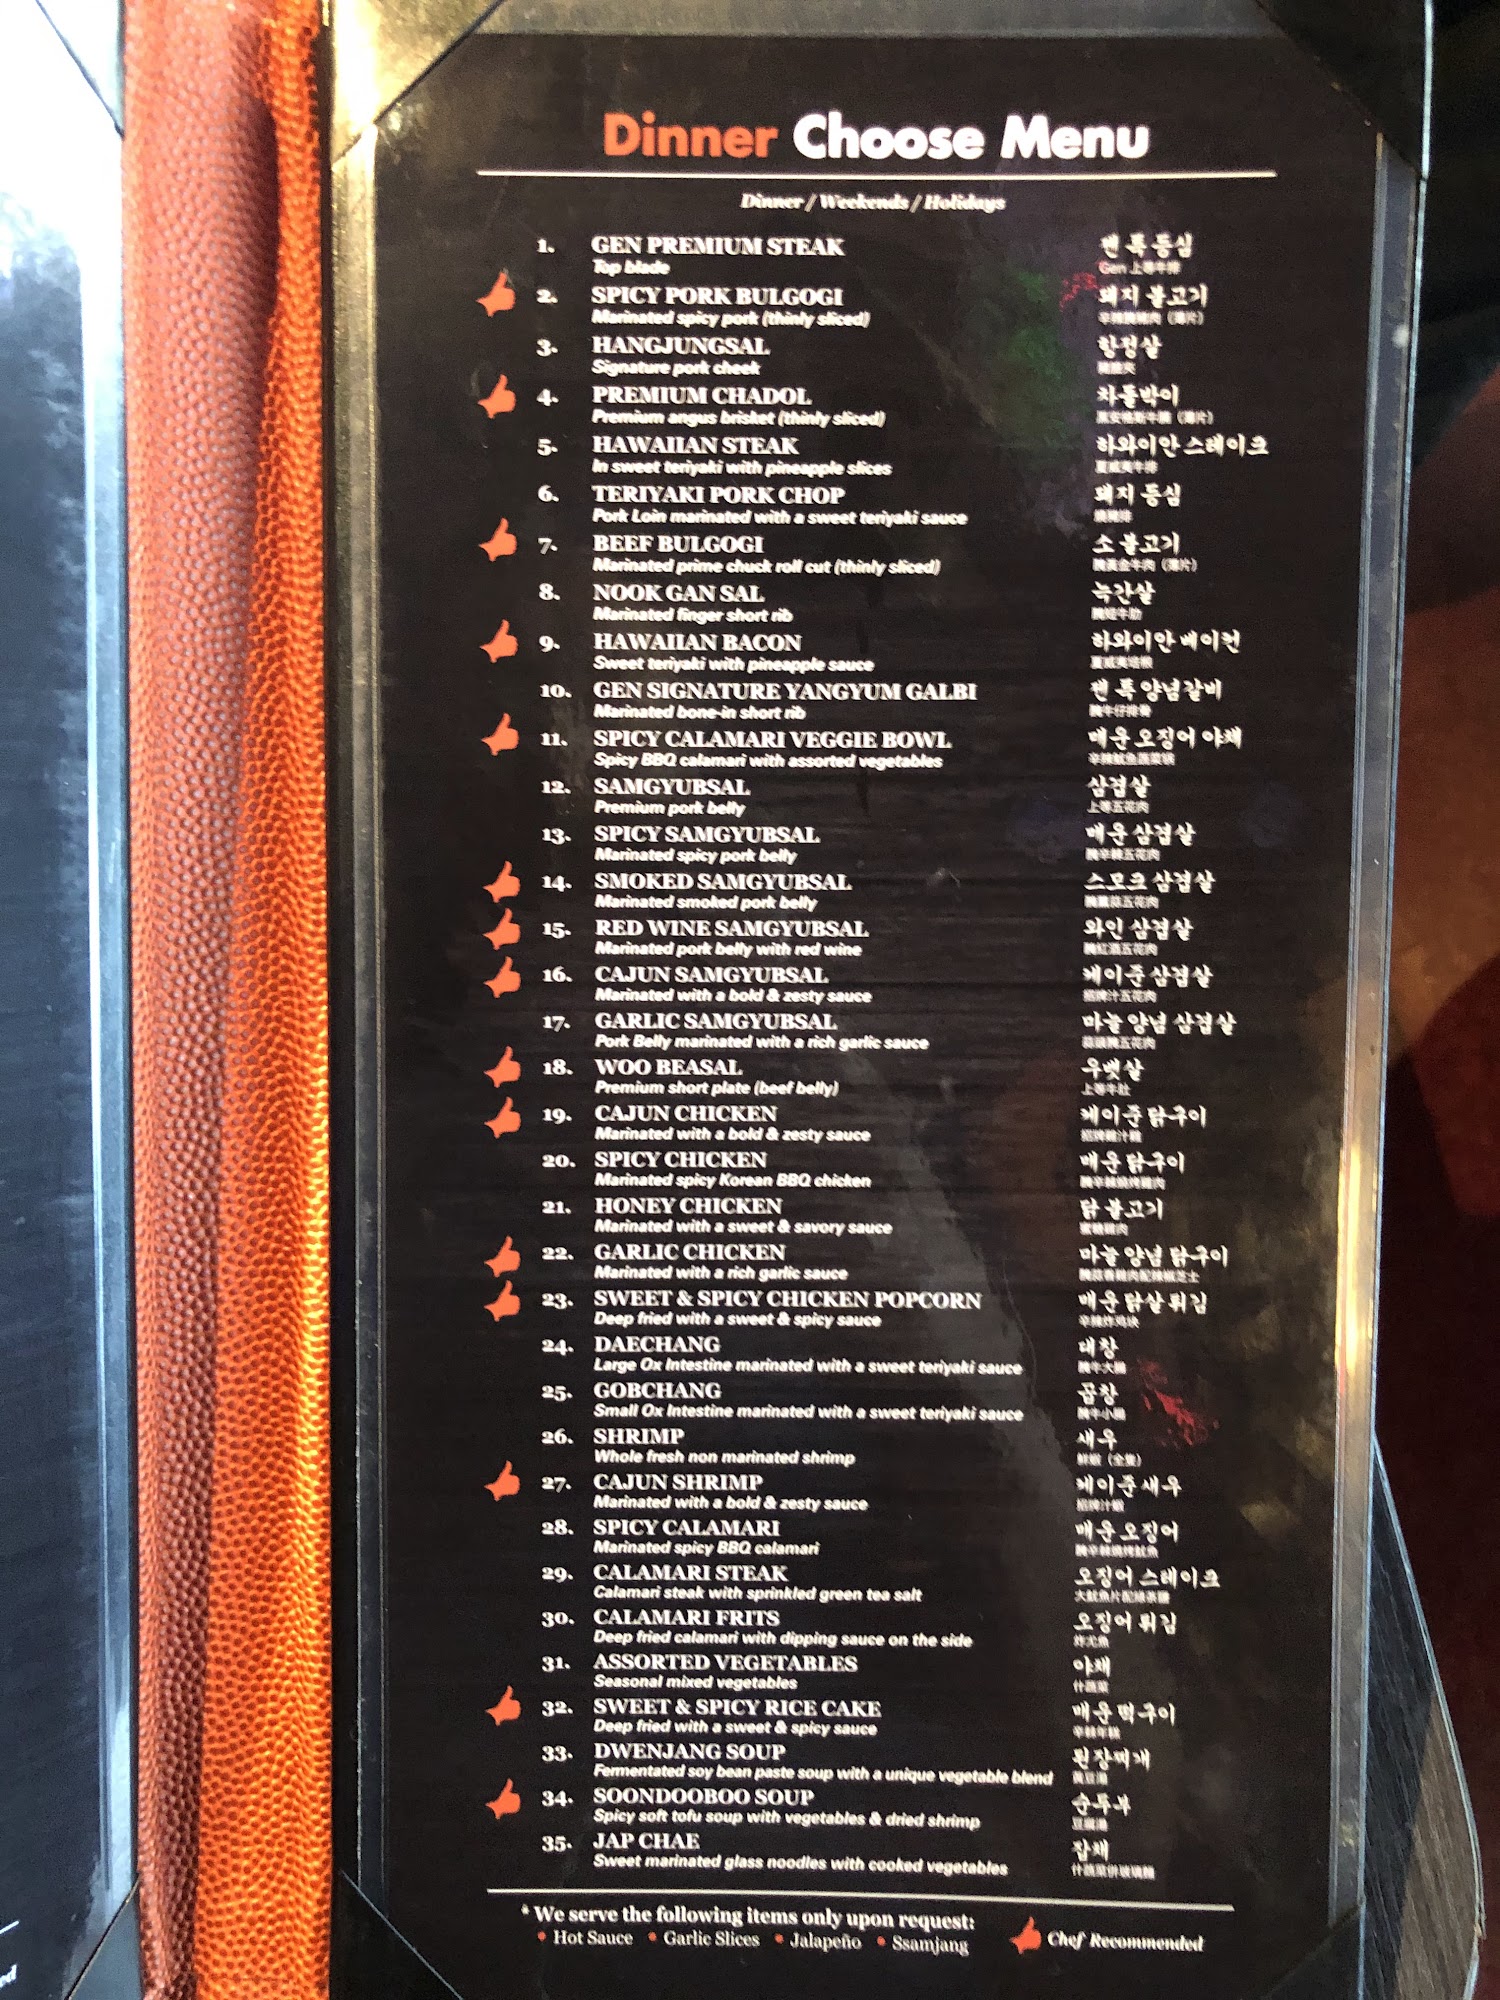 Dinner Choose Menu
Dinner / Weekends / Holidays
1. GEN PREMIUM STEAK 꽃등심
Top blade Gen 上等牛排
2. SPICY PORK BULGOGI 돼지 불고기
Marinated spicy pork (thinly sliced)
3. HANGJUNGSAL 항정살
Signature pork cheek
4. PREMIUM CHADOL 차돌박이
Premium angus brisket (thinly sliced)
5. HAWAIIAN STEAK 하와이안 스테이크
In sweet teriyaki with pineapple slices 夏威夷牛排
6. TERIYAKI PORK CHOP 돼지 등심
Pork Loin marinated with a sweet teriyaki sauce
7. BEEF BULGOGI 소 불고기
Marinated prime chuck roll cut (thinly sliced)
8. NOOK GAN SAL 늑간살
Marinated finger short rib
9. HAWAIIAN BACON 하와이안 베이컨
Sweet teriyaki with pineapple sauce
10. GEN SIGNATURE YANGYUM GALBI 양념갈비
Marinated bone-in short rib
11. SPICY CALAMARI VEGGIE BOWL 매운 오징어 야채
Spicy BBQ calamari with assorted vegetables
12. SAMGYUBSAL 삼겹살
Premium pork belly 上等五花肉
13. SPICY SAMGYUBSAL 매운 삼겹살
Marinated spicy pork belly
14. SMOKED SAMGYUBSAL 스모크 삼겹살
Marinated smoked pork belly
15. RED WINE SAMGYUBSAL 와인 삼겹살
Marinated pork belly with red wine
16. CAJUN SAMGYUBSAL 케이준 삼겹살
Marinated with a bold & zesty sauce
17. GARLIC SAMGYUBSAL 마늘 양념 삼겹살
Pork Belly marinated with a rich garlic sauce
18. WOO BEASAL 우뱃살
Premium short plate (beef belly)
19. CAJUN CHICKEN 케이준 닭구이
Marinated with a bold & zesty sauce
20. SPICY CHICKEN 매운 닭구이
Marinated spicy Korean BBQ chicken
21. HONEY CHICKEN 닭 불고기
Marinated with a sweet & savory sauce
22. GARLIC CHICKEN 마늘 양념 닭구이
Marinated with a rich garlic sauce
23. SWEET & SPICY CHICKEN POPCORN 매운 닭살 튀김
Deep fried with a sweet & spicy sauce
24. DAECHANG 대창
Large Ox Intestine marinated with a sweet teriyaki sauce
25. GOBCHANG 곱창
Small Ox Intestine marinated with a sweet teriyaki sauce
26. SHRIMP 새우
Whole fresh non marinated shrimp
27. CAJUN SHRIMP 케이준 새우
Marinated with a bold & zesty sauce
28. SPICY CALAMARI 매운 오징어
Marinated spicy BBQ calamari
29. CALAMARI STEAK 오징어 스테이크
Calamari steak with sprinkled green tea salt
30. CALAMARI FRITS 오징어 튀김
Deep fried calamari with dipping sauce on the side
31. ASSORTED VEGETABLES 야채
Seasonal mixed vegetables 什蔬菜
32. SWEET & SPICY RICE CAKE 매운 떡구이
Deep fried with a sweet & spicy sauce
33. DWENJANG SOUP 된장찌개
Fermentated soy bean paste soup with a unique vegetable blend
34. SOONDOOBOO SOUP 순두부
Spicy soft tofu soup with vegetables & dried shrimp
35. JAP CHAE 잡채
Sweet marinated glass noodles with cooked vegetables
* We serve the following items only upon request:
• Hot Sauce • Garlic Slices • Jalapeño • Ssamjang
Chef Recommended